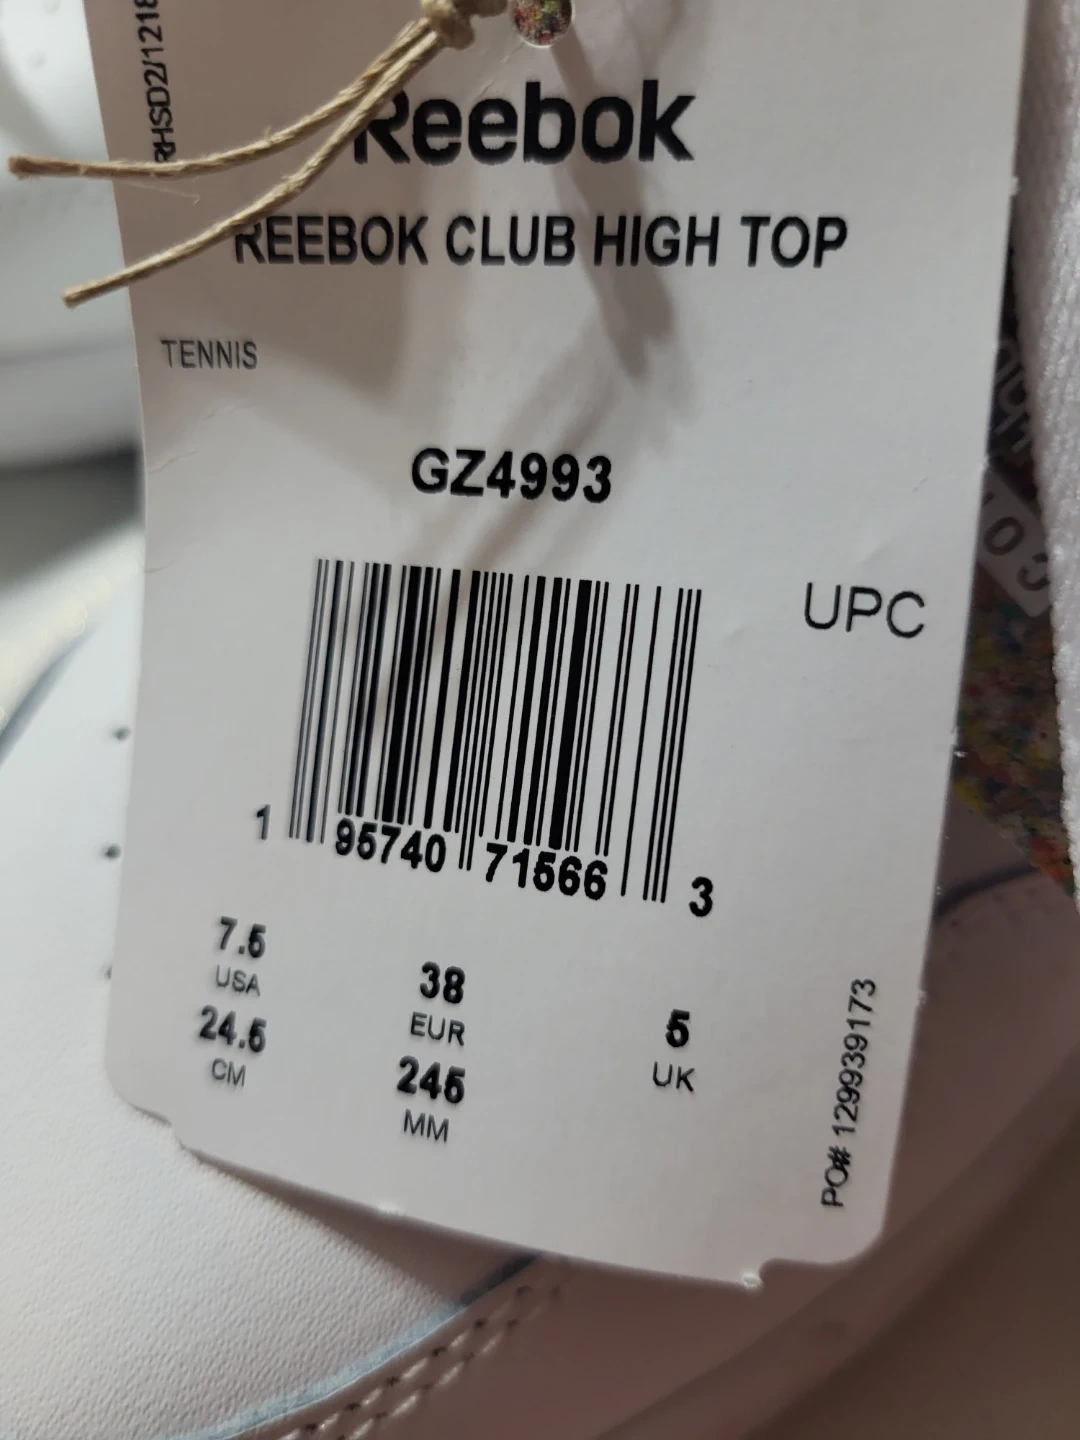 RHSD2/1218
Reebok
REEBOK CLUB HIGH TOP
TENNIS
GZ4993
UPC
1 95740 71566 3
7.5
USA
24.5
CM
38
EUR
245
MM
5
UK
PO# 129939173